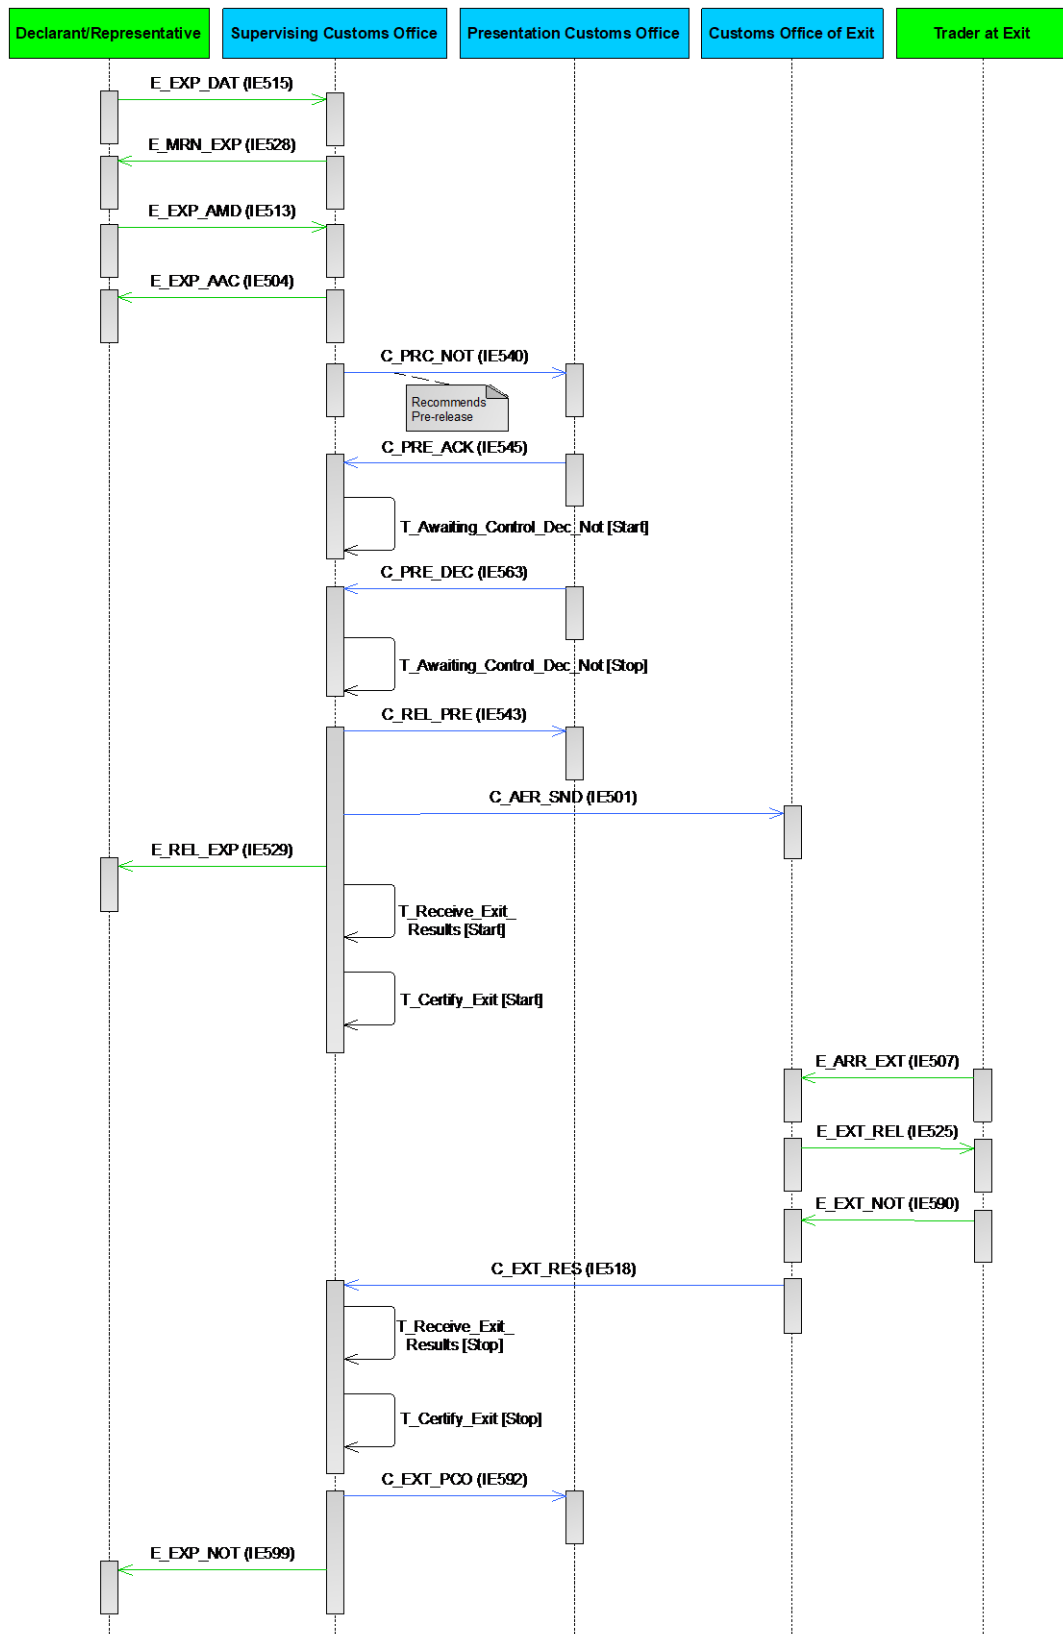 Declarant/Representative
Supervising Customs Office
Presentation Customs Office
Customs Office of Exit
Trader at Exit
E_EXP_DAT (IE515)
E_MRN_EXP (IE528)
E_EXP_AMD (IE513)
E_EXP_AAC (IE504)
C_PRC_NOT (IE540)
Recommends
Pre-release
C_PRE_ACK (IE545)
T_Awaiting_Control_Dec_Not [Start]
C_PRE_DEC (IE563)
T_Awaiting_Control_Dec_Not [Stop]
C_REL_PRE (IE543)
C_AER_SND (IE501)
E_REL_EXP (IE529)
T_Receive_Exit_
Results [Start]
T_Certify_Exit [Start]
E_ARR_EXT (IE507)
E_EXT_REL (IE525)
E_EXT_NOT (IE590)
C_EXT_RES (IE518)
T_Receive_Exit_
Results [Stop]
T_Certify_Exit [Stop]
C_EXT_PCO (IE592)
E_EXP_NOT (IE599)